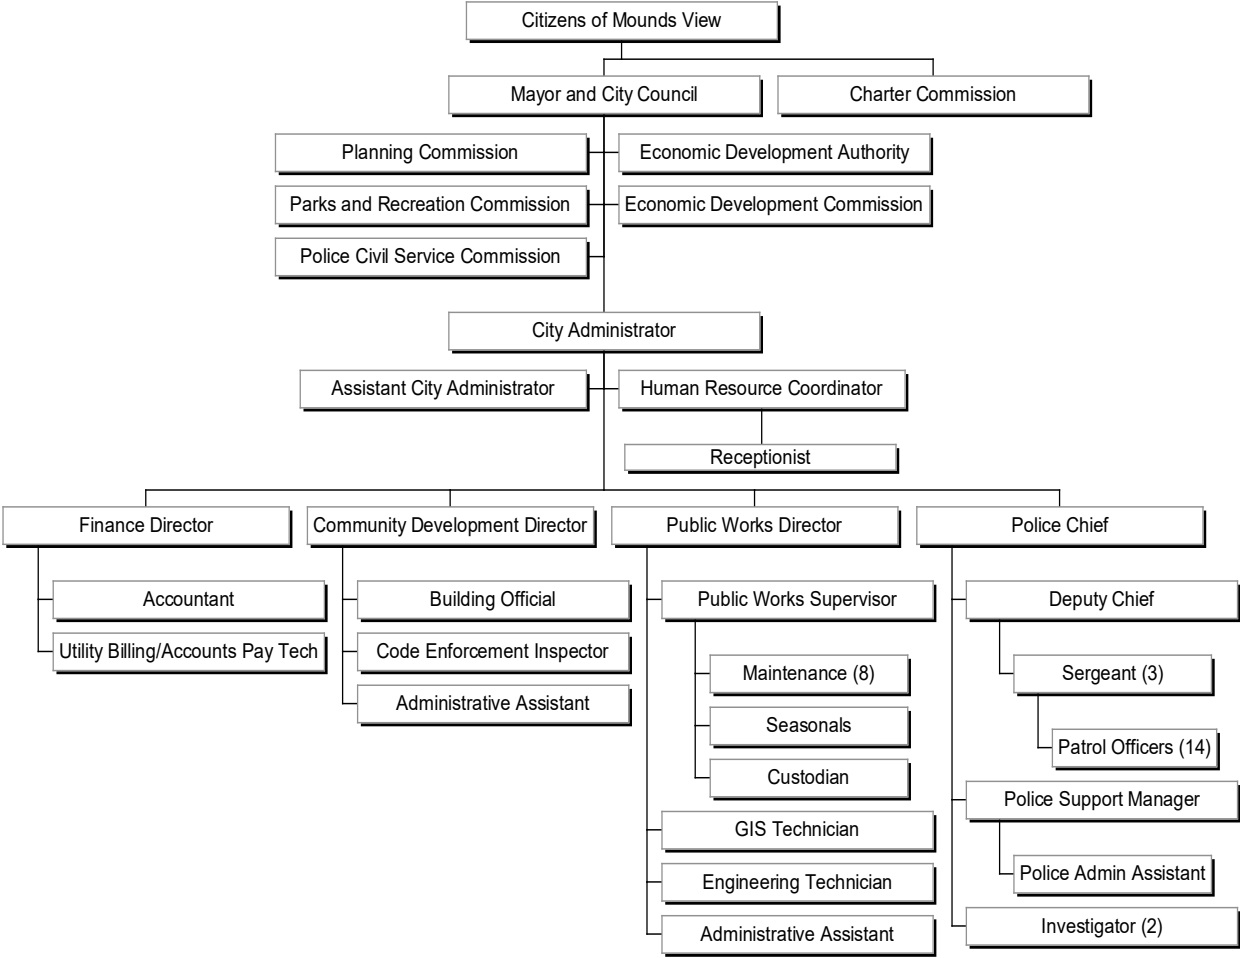 Citizens of Mounds View
Mayor and City Council
Charter Commission
Planning Commission
Economic Development Authority
Parks and Recreation Commission
Economic Development Commission
Police Civil Service Commission
City Administrator
Assistant City Administrator
Human Resource Coordinator
Receptionist
Finance Director
Accountant
Utility Billing/Accounts Pay Tech
Community Development Director
Building Official
Code Enforcement Inspector
Administrative Assistant
Public Works Director
Public Works Supervisor
Maintenance (8)
Seasonals
Custodian
GIS Technician
Engineering Technician
Administrative Assistant
Police Chief
Deputy Chief
Sergeant (3)
Patrol Officers (14)
Police Support Manager
Police Admin Assistant
Investigator (2)